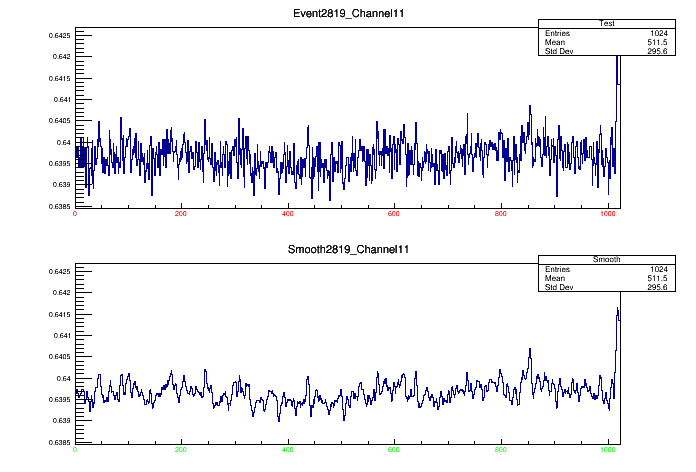 Event2819_Channel11
Test
Entries 1024
Mean 511.5
Std Dev 295.6
0.6425
0.642
0.6415
0.641
0.6405
0.64
0.6395
0.639
0.6385
0 200 400 600 800 1000
Smooth2819_Channel11
Smooth
Entries 1024
Mean 511.5
Std Dev 295.6
0.6425
0.642
0.6415
0.641
0.6405
0.64
0.6395
0.639
0.6385
0 200 400 600 800 1000